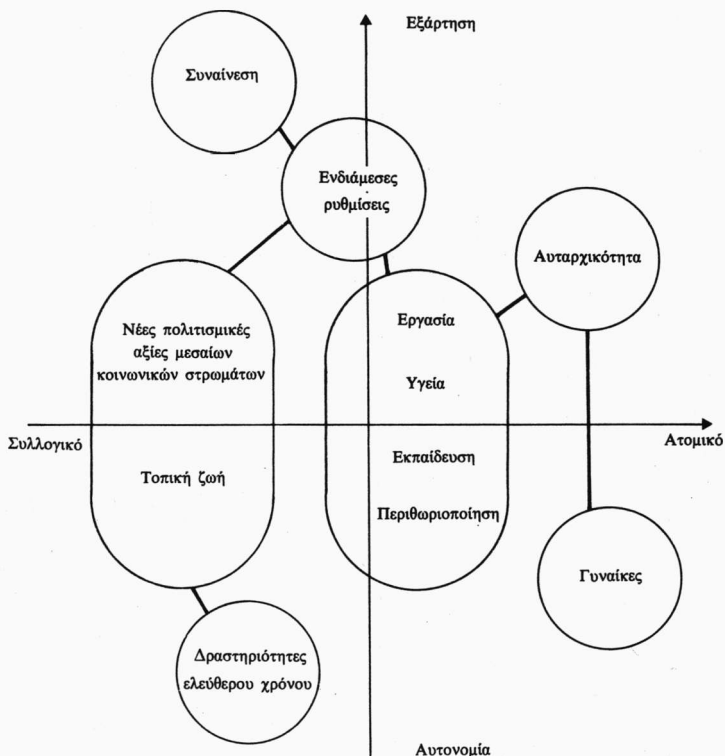 Εξάρτηση
Συναίνεση
Ενδιάμεσες
ρυθμίσεις
Αυταρχικότητα
Νέες πολιτισμικές
αξίες μεσαίων
κοινωνικών στρωμάτων
Εργασία
Υγεία
Συλλογικό
Ατομικό
Τοπική ζωή
Εκπαίδευση
Περιθωριοποίηση
Γυναίκες
Δραστηριότητες
ελεύθερου χρόνου
Αυτονομία